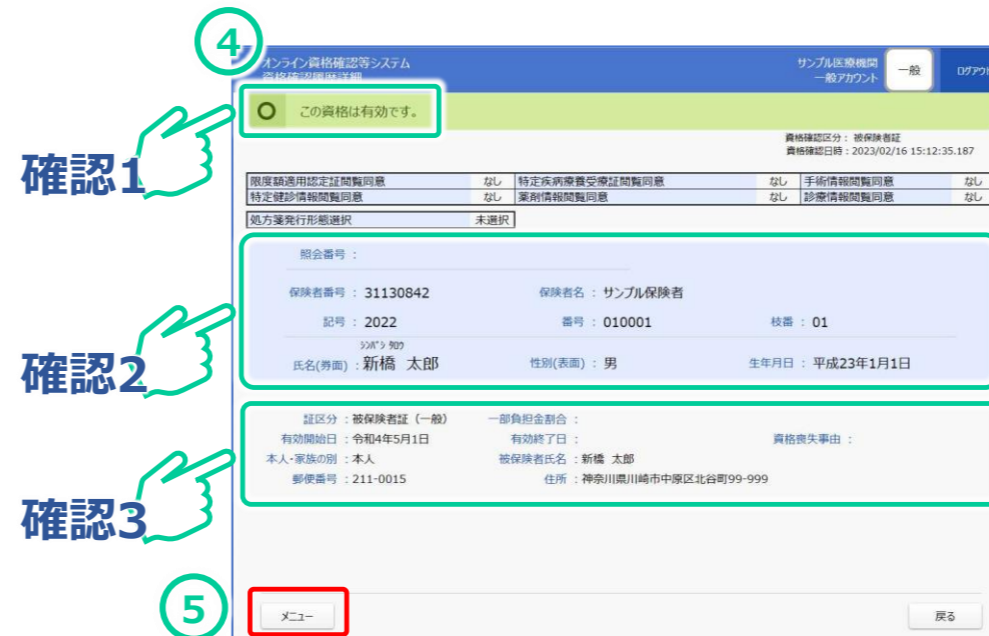 ④
オンライン資格確認等システム
資格確認履歴詳細
サンプル医療機関
一般アカウント
一般
ログアウト
この資格は有効です。
確認1
資格確認区分： 被保険者証
資格確認日時：2023/02/16 15:12:35.187
限度額適用認定証閲覧同意 なし 特定疾病療養受療証閲覧同意 なし 手術情報閲覧同意 なし
特定健診情報閲覧同意 なし 薬剤情報閲覧同意 なし 診療情報閲覧同意 なし
処方箋発行形態選択 未選択
照会番号 ：
保険者番号 ：31130842 保険者名 ：サンプル保険者
記号 ：2022 番号 ：010001 枝番 ：01
ｼﾝﾊﾞｼ ﾀﾛｳ
確認2
氏名(券面) ：新橋 太郎 性別(表面) ：男 生年月日 ：平成23年1月1日
証区分 ：被保険者証（一般） 一部負担金割合 ：
有効開始日 ：令和4年5月1日 有効終了日 ： 資格喪失事由 ：
本人・家族の別 ：本人 被保険者氏名 ：新橋 太郎
郵便番号 ：211-0015 住所 ：神奈川県川崎市中原区北谷町99-999
確認3
⑤
メニュー
戻る